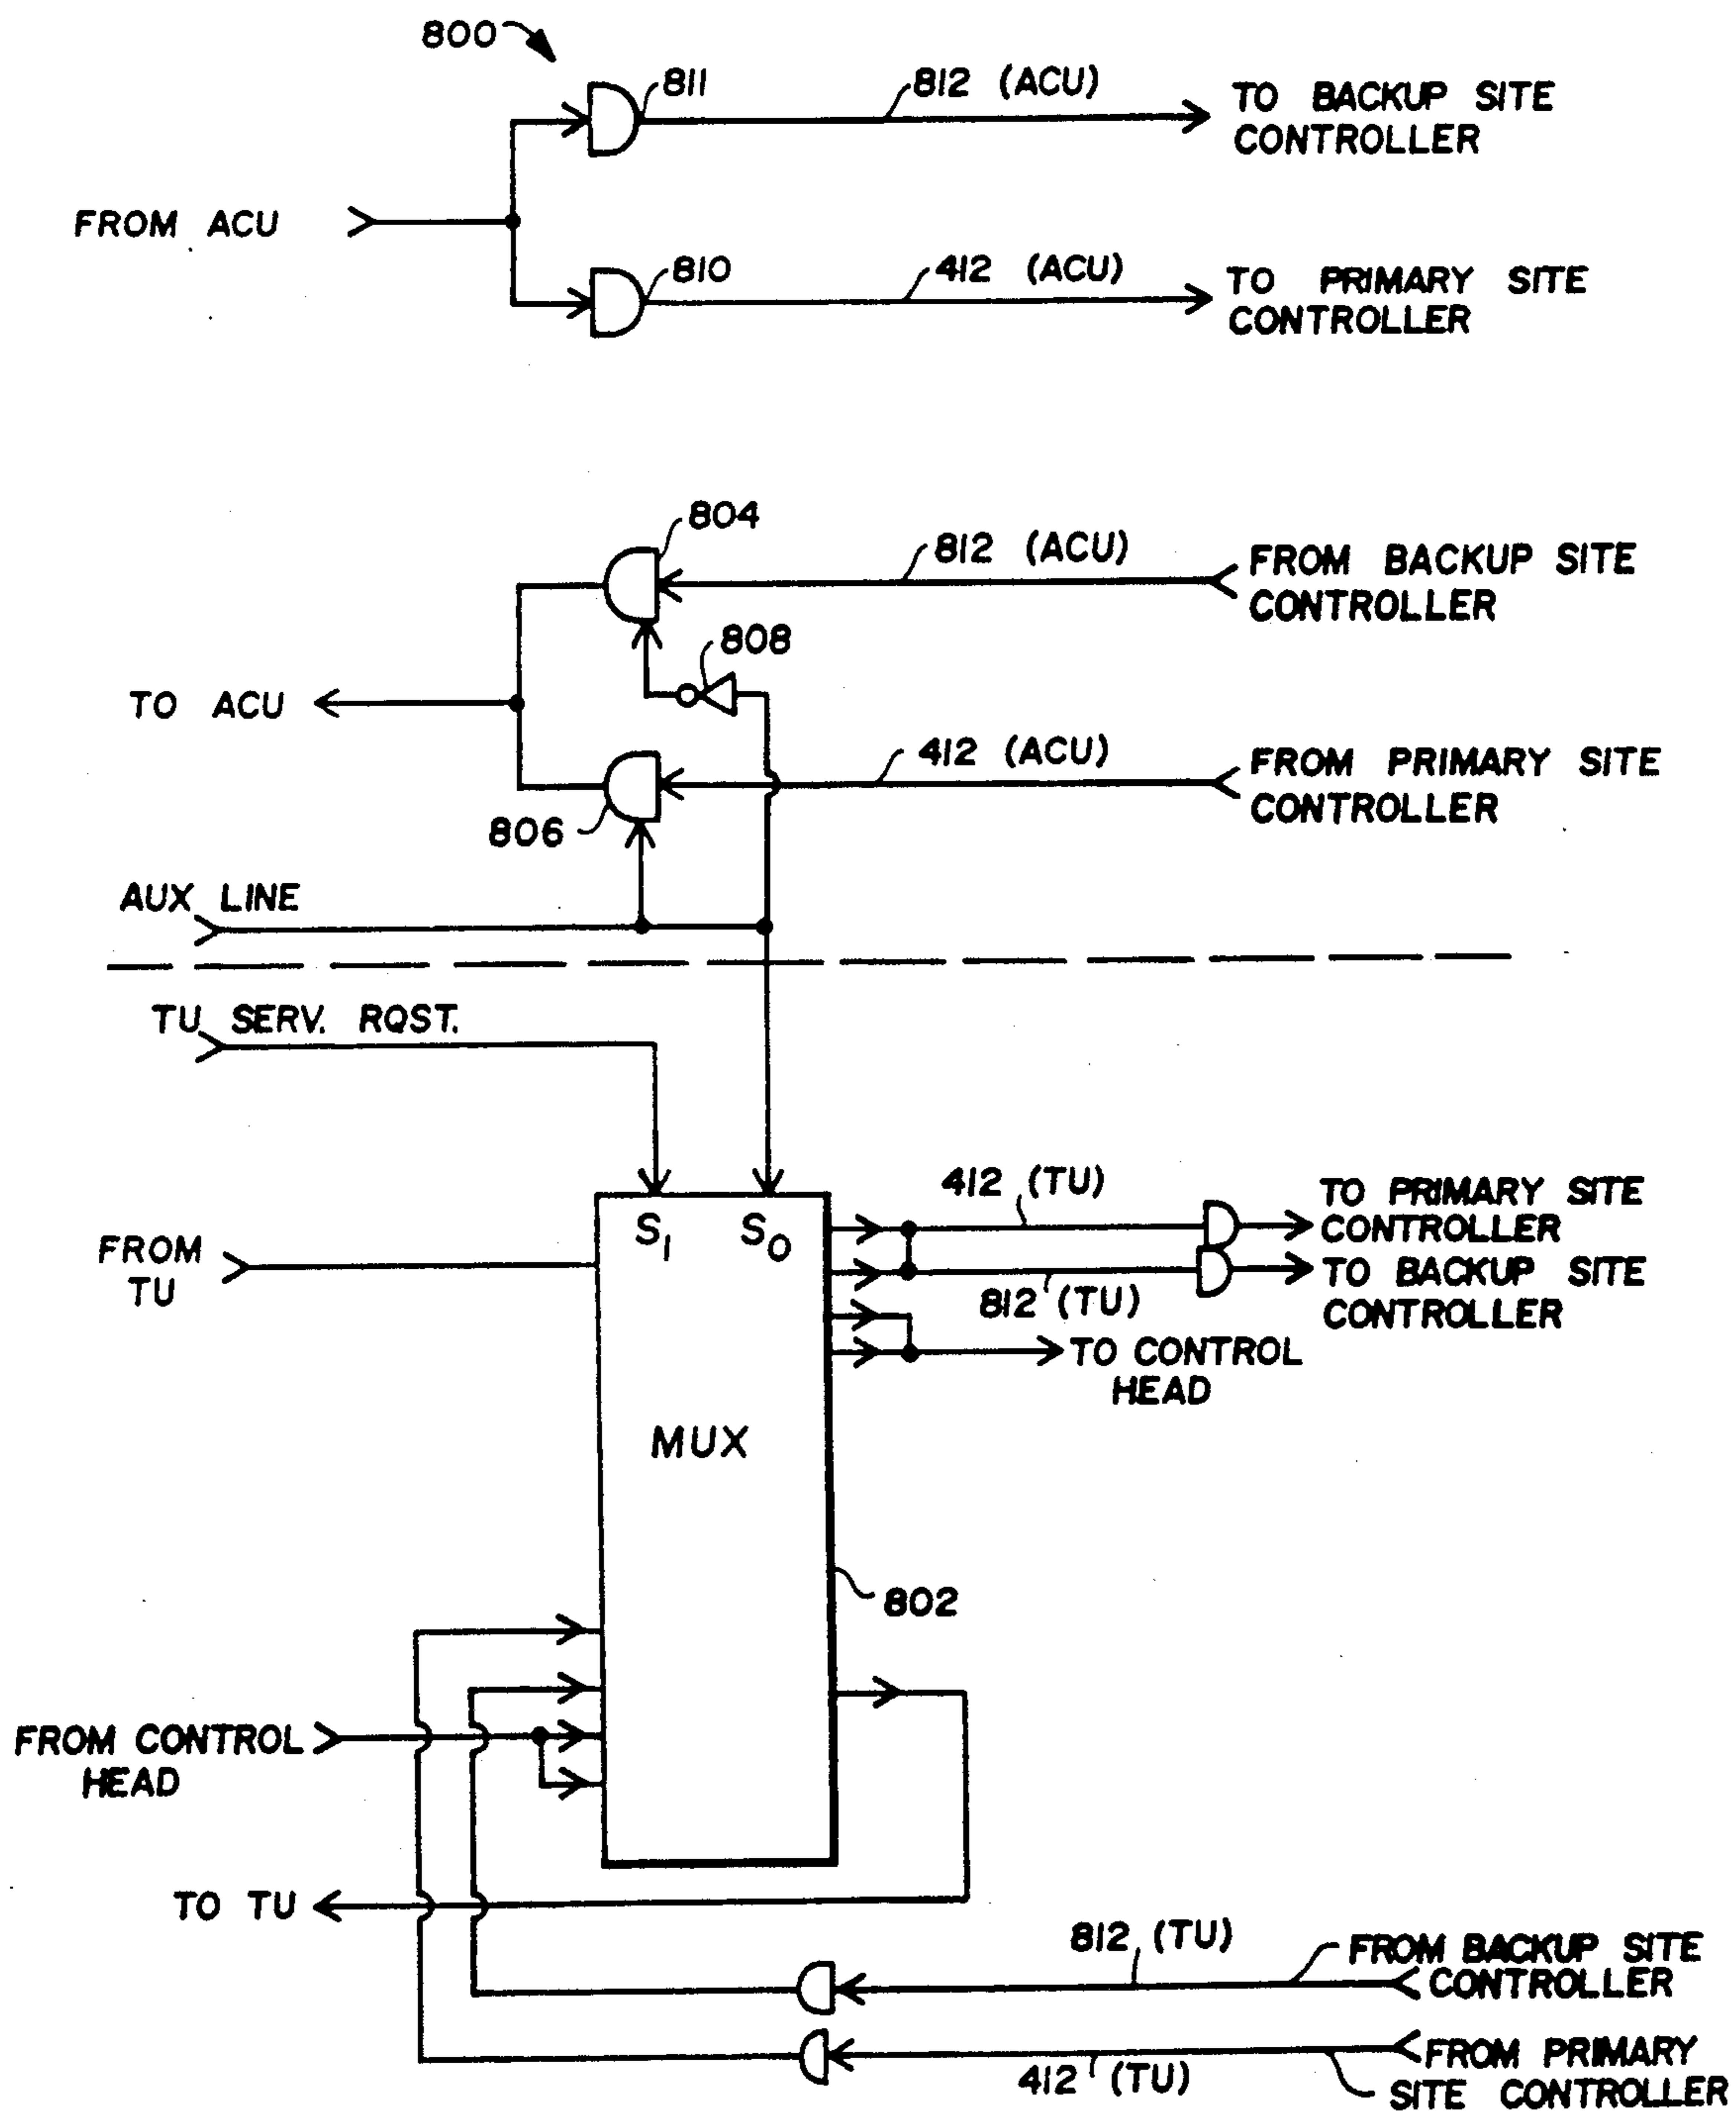 800
811
812 (ACU)
TO BACKUP SITE
CONTROLLER
FROM ACU
810
412 (ACU)
TO PRIMARY SITE
CONTROLLER
804
812 (ACU)
FROM BACKUP SITE
CONTROLLER
808
TO ACU
412 (ACU)
FROM PRIMARY SITE
CONTROLLER
806
AUX LINE
TU SERV. RQST.
S1 S0
412 (TU)
TO PRIMARY SITE
CONTROLLER
FROM
TU
812 (TU)
TO BACKUP SITE
CONTROLLER
TO CONTROL
HEAD
MUX
802
FROM CONTROL
HEAD
TO TU
812 (TU)
FROM BACKUP SITE
CONTROLLER
412 (TU)
FROM PRIMARY
SITE CONTROLLER